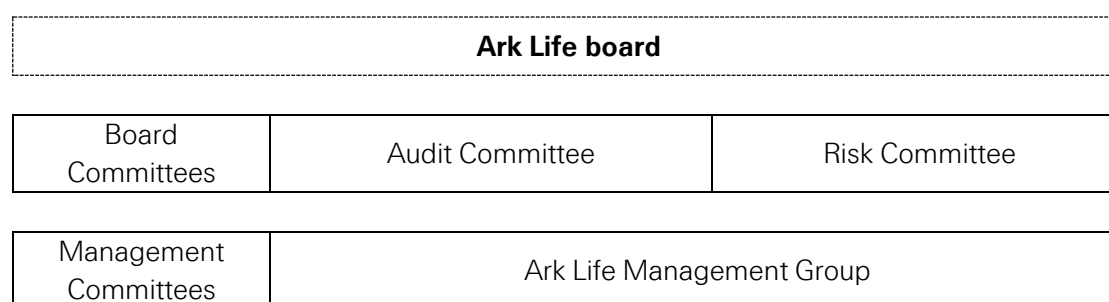 Ark Life board
Board
Committees
Audit Committee
Risk Committee
Management
Committees
Ark Life Management Group